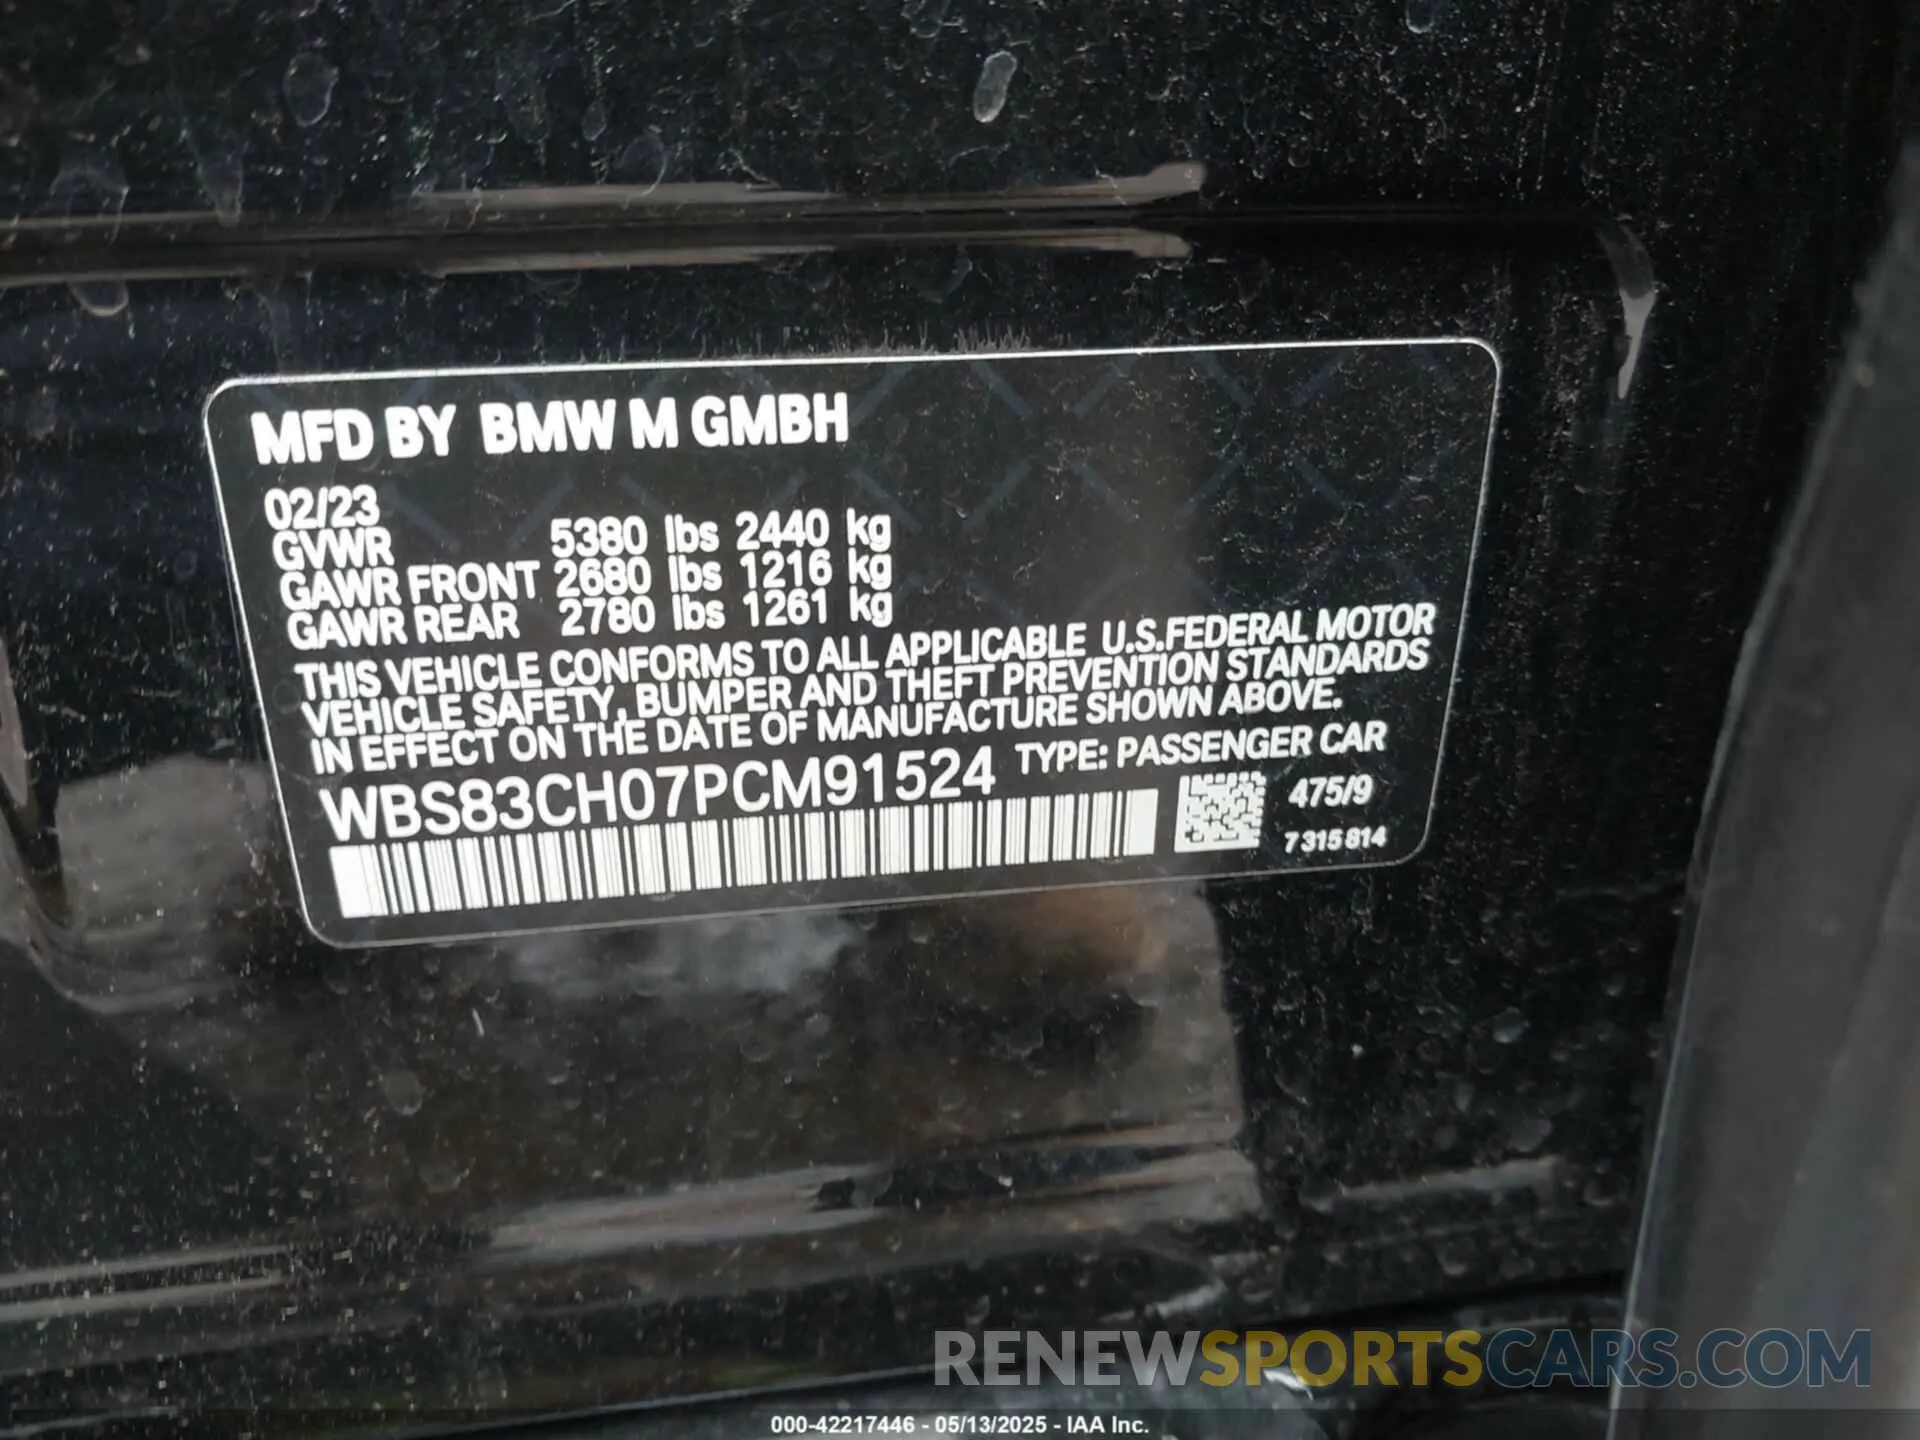 MFD BY BMW M GMBH
02/23
GVWR 5380 lbs 2440 kg
GAWR FRONT 2680 lbs 1216 kg
GAWR REAR 2780 lbs 1261 kg
THIS VEHICLE CONFORMS TO ALL APPLICABLE U.S.FEDERAL MOTOR
VEHICLE SAFETY, BUMPER AND THEFT PREVENTION STANDARDS
IN EFFECT ON THE DATE OF MANUFACTURE SHOWN ABOVE.
WBS83CH07PCM91524 TYPE: PASSENGER CAR
475/9
7 315 814
RENEWSPORTSCARS.COM
000-42217446 - 05/13/2025 - IAA Inc.